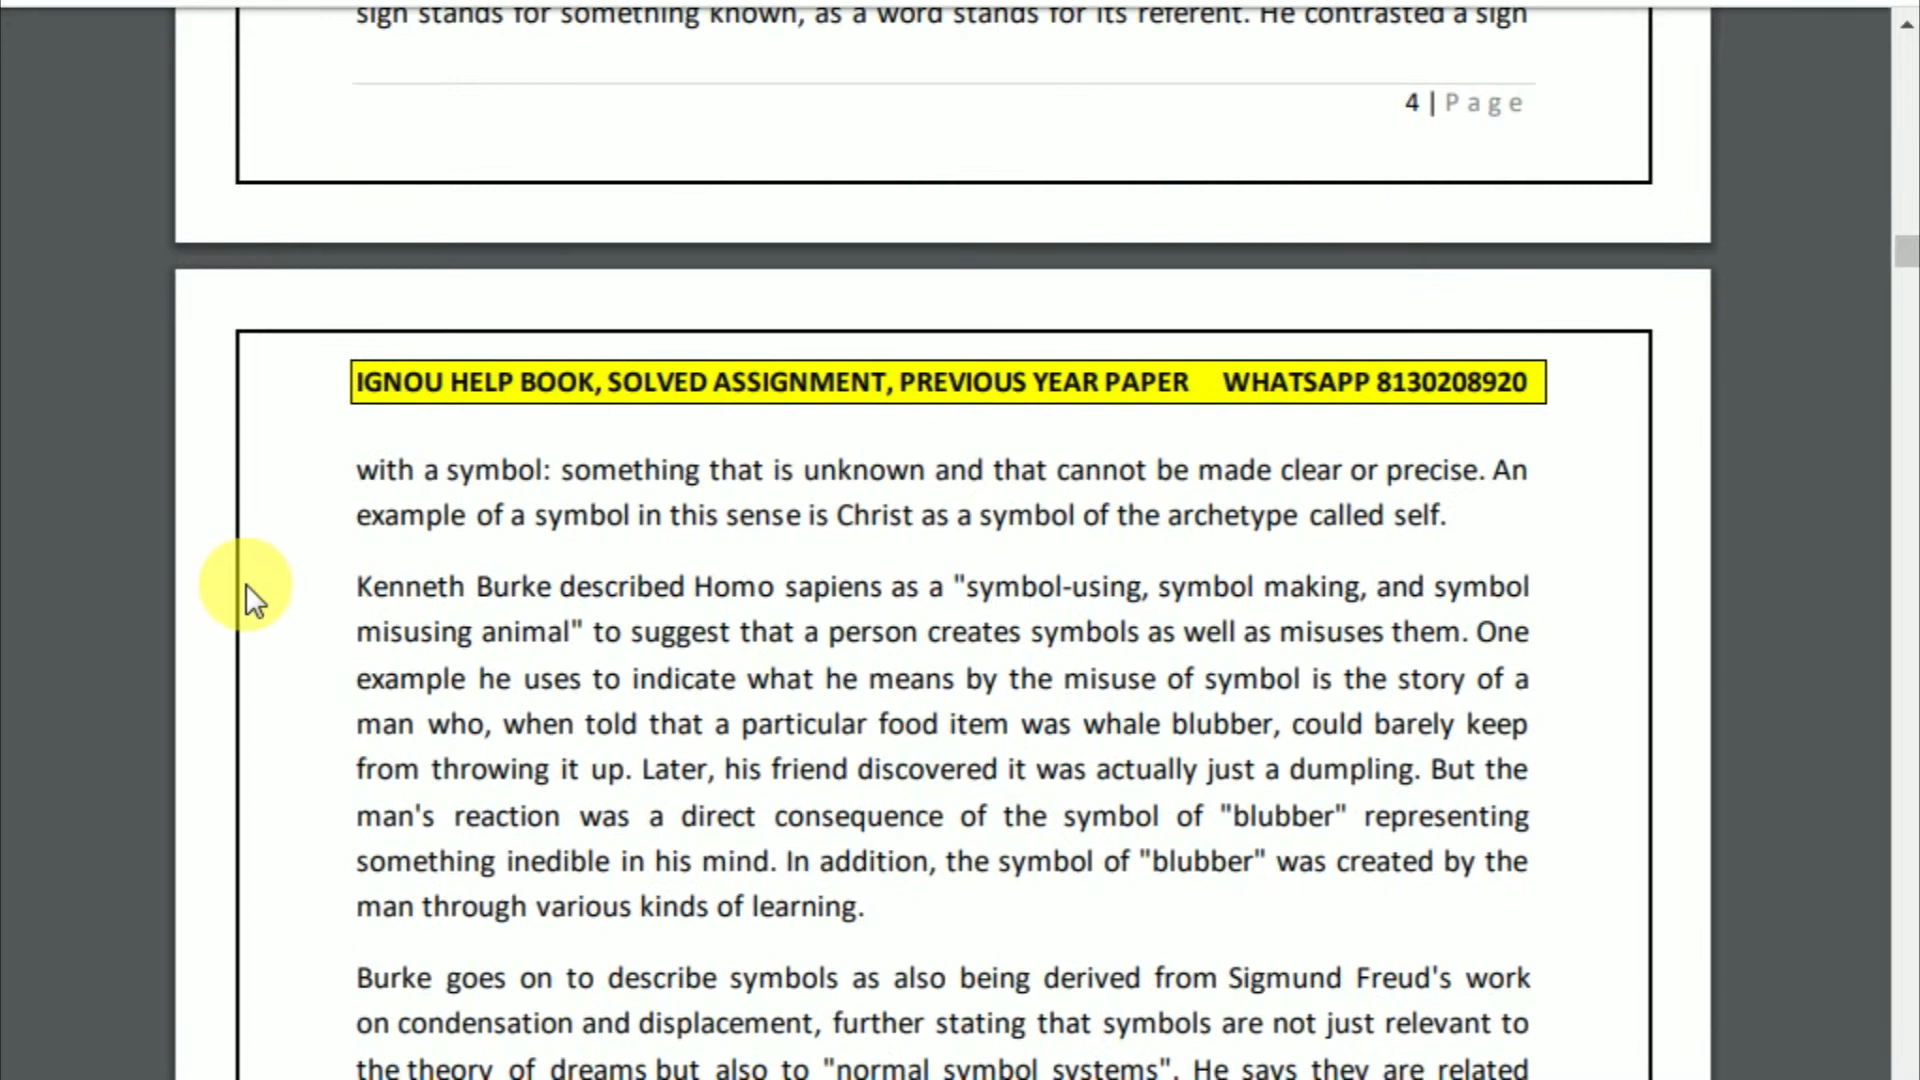 sign stands for something known, as a word stands for its referent. He contrasted a sign
4 | Page
IGNOU HELP BOOK, SOLVED ASSIGNMENT, PREVIOUS YEAR PAPER WHATSAPP 8130208920
with a symbol: something that is unknown and that cannot be made clear or precise. An
example of a symbol in this sense is Christ as a symbol of the archetype called self.
Kenneth Burke described Homo sapiens as a "symbol-using, symbol making, and symbol
misusing animal" to suggest that a person creates symbols as well as misuses them. One
example he uses to indicate what he means by the misuse of symbol is the story of a
man who, when told that a particular food item was whale blubber, could barely keep
from throwing it up. Later, his friend discovered it was actually just a dumpling. But the
man's reaction was a direct consequence of the symbol of "blubber" representing
something inedible in his mind. In addition, the symbol of "blubber" was created by the
man through various kinds of learning.
Burke goes on to describe symbols as also being derived from Sigmund Freud's work
on condensation and displacement, further stating that symbols are not just relevant to
the theory of dreams but also to "normal symbol systems". He says they are related